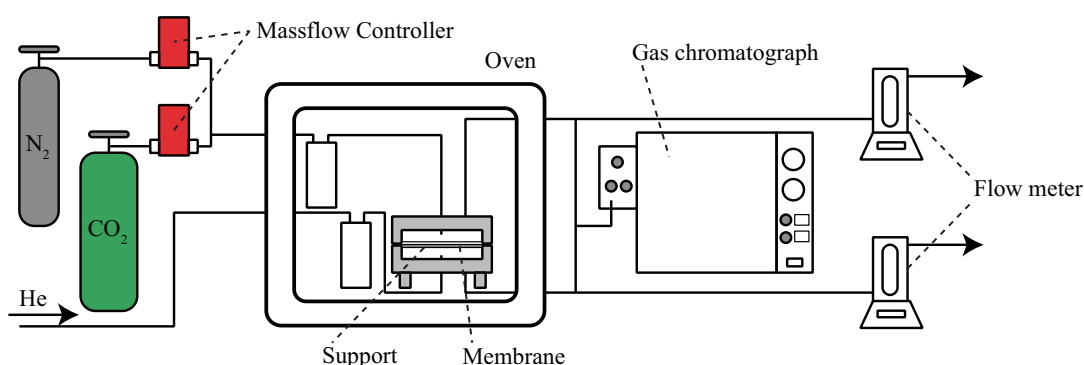 Massflow Controller
Oven
Gas chromatograph
N₂
CO₂
Flow meter
He
Support
Membrane